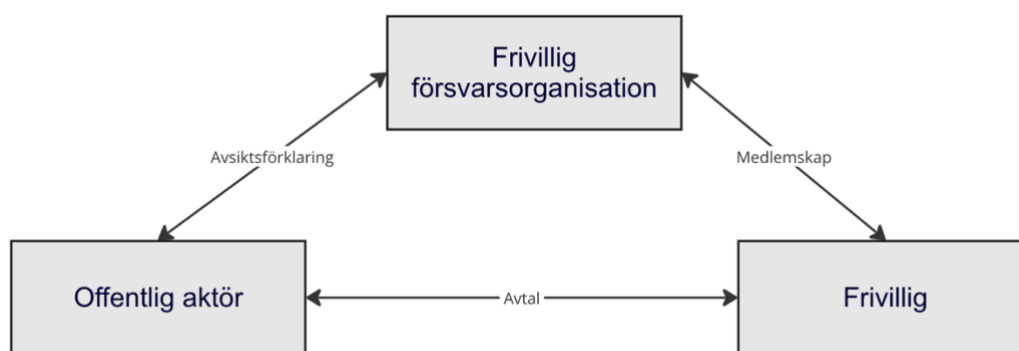 Frivillig
försvarsorganisation
Avsiktsförklaring
Medlemskap
Offentlig aktör
Avtal
Frivillig